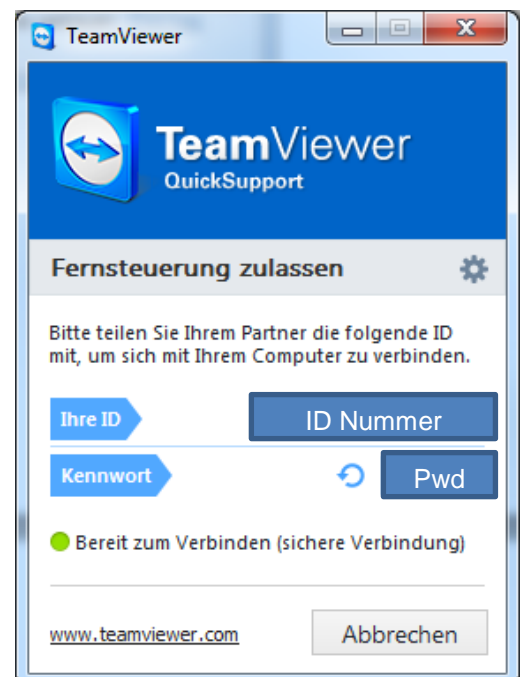 TeamViewer
TeamViewer
QuickSupport
Fernsteuerung zulassen
Bitte teilen Sie Ihrem Partner die folgende ID
mit, um sich mit Ihrem Computer zu verbinden.
Ihre ID ID Nummer
Kennwort Pwd
Bereit zum Verbinden (sichere Verbindung)
www.teamviewer.com Abbrechen